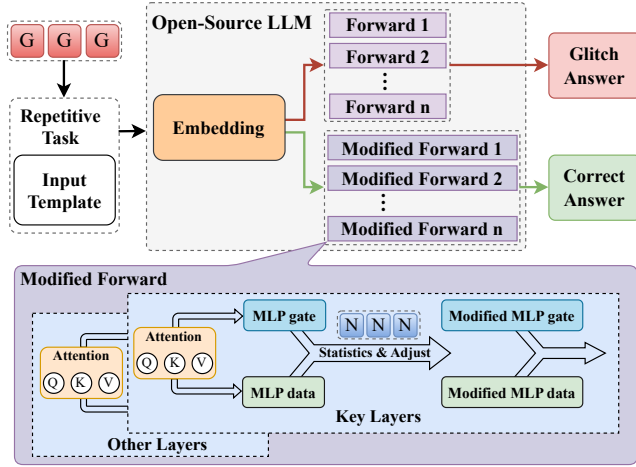 G G G
Repetitive
Task
Input
Template
Open-Source LLM
Embedding
Forward 1
Forward 2
Forward n
Modified Forward 1
Modified Forward 2
Modified Forward n
Glitch
Answer
Correct
Answer
Modified Forward
Attention
Q K V
Other Layers
Attention
Q K V
MLP gate
MLP data
N N N
Statistics & Adjust
Modified MLP gate
Modified MLP data
Key Layers